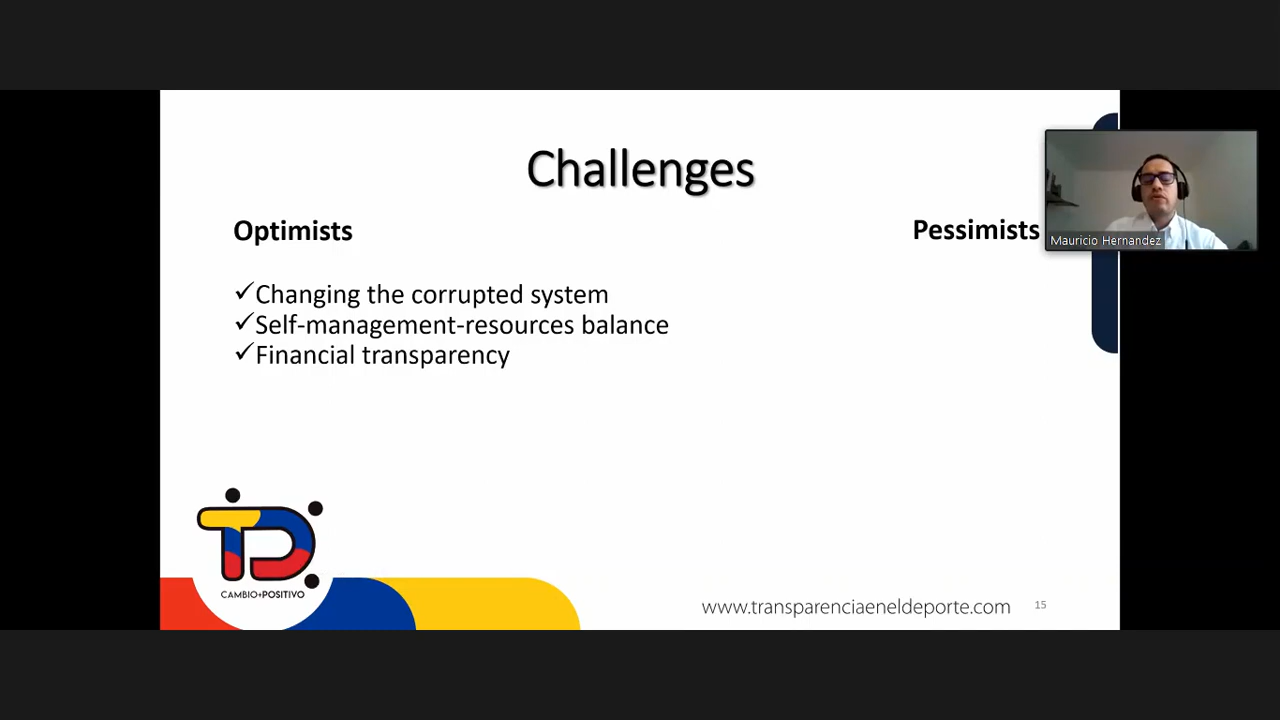 Challenges
Optimists
Pessimists
Mauricio Hernandez
✓Changing the corrupted system
✓Self-management-resources balance
✓Financial transparency
TD
CAMBIO+POSITIVO
www.transparenciaeneldeporte.com
15